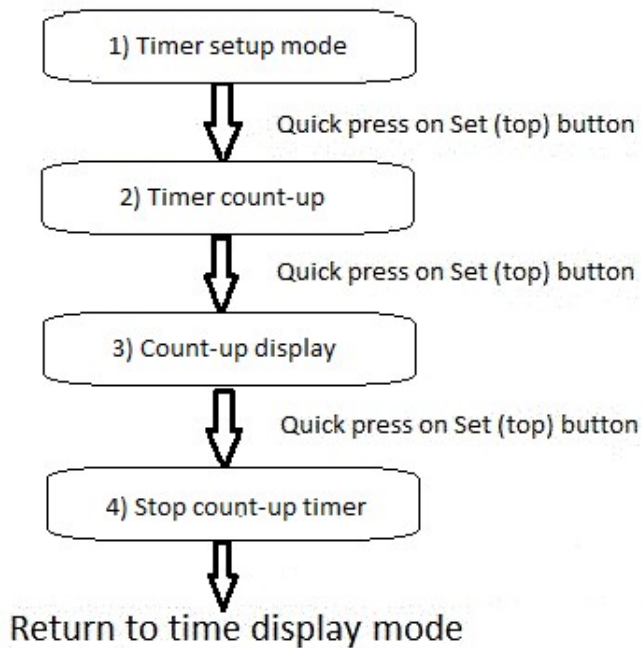 1) Timer setup mode
Quick press on Set (top) button
2) Timer count-up
Quick press on Set (top) button
3) Count-up display
Quick press on Set (top) button
4) Stop count-up timer
Return to time display mode